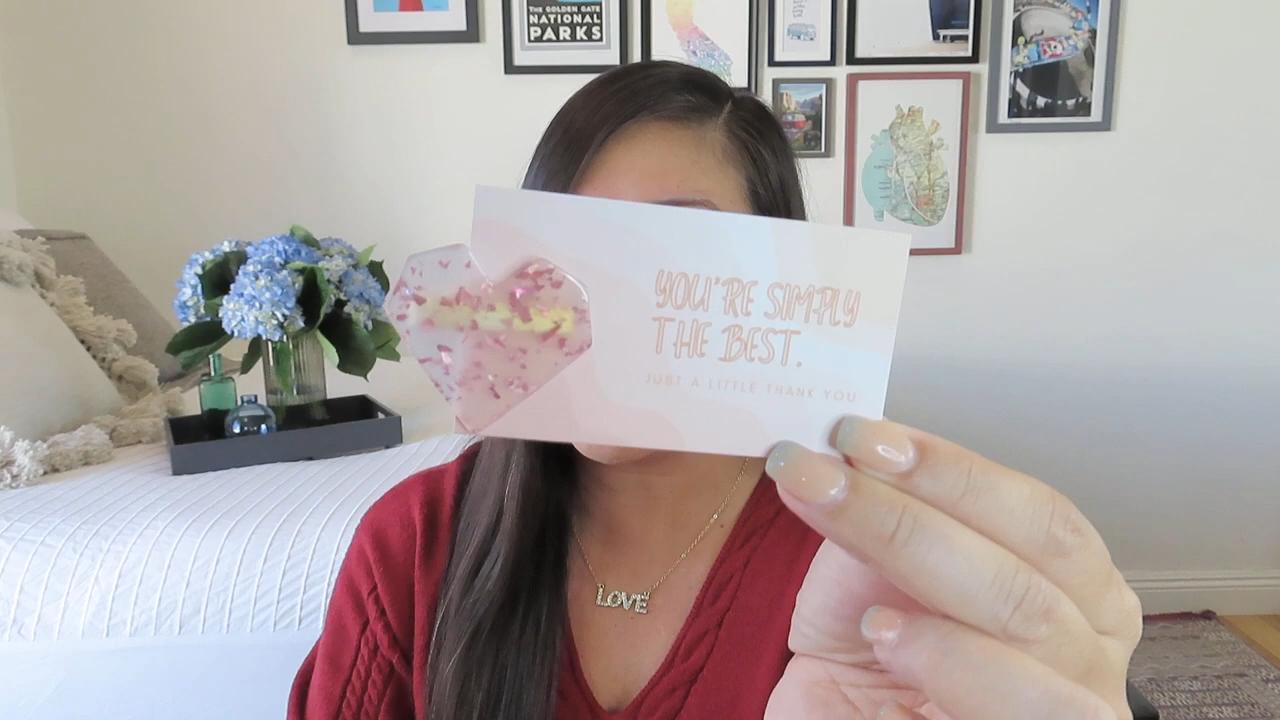 THE GOLDEN GATE
NATIONAL
PARKS
YOU'RE SIMPLY
THE BEST.
JUST A LITTLE THANK YOU
LOVE